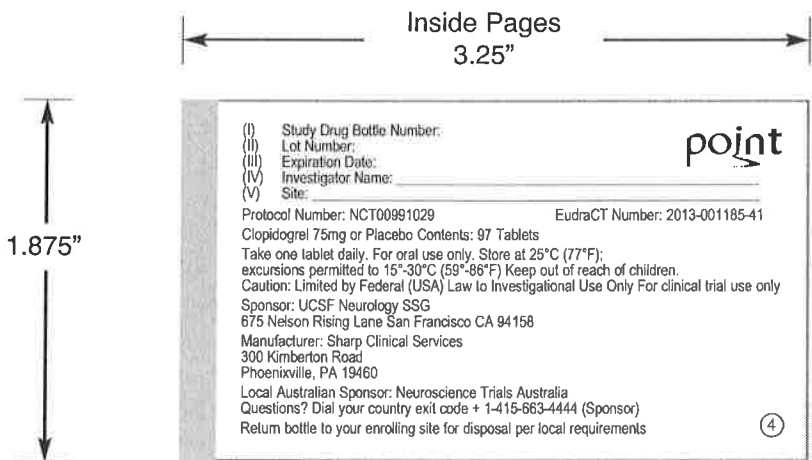 Inside Pages
3.25”
1.875”
point
(I) Study Drug Bottle Number:
(II) Lot Number:
(III) Expiration Date:
(IV) Investigator Name:
(V) Site:
Protocol Number: NCT00991029 EudraCT Number: 2013-001185-41
Clopidogrel 75mg or Placebo Contents: 97 Tablets
Take one tablet daily. For oral use only. Store at 25°C (77°F);
excursions permitted to 15°-30°C (59°-86°F) Keep out of reach of children.
Caution: Limited by Federal (USA) Law to Investigational Use Only For clinical trial use only
Sponsor: UCSF Neurology SSG
675 Nelson Rising Lane San Francisco CA 94158
Manufacturer: Sharp Clinical Services
300 Kimberton Road
Phoenixville, PA 19460
Local Australian Sponsor: Neuroscience Trials Australia
Questions? Dial your country exit code + 1-415-663-4444 (Sponsor)
Return bottle to your enrolling site for disposal per local requirements
4